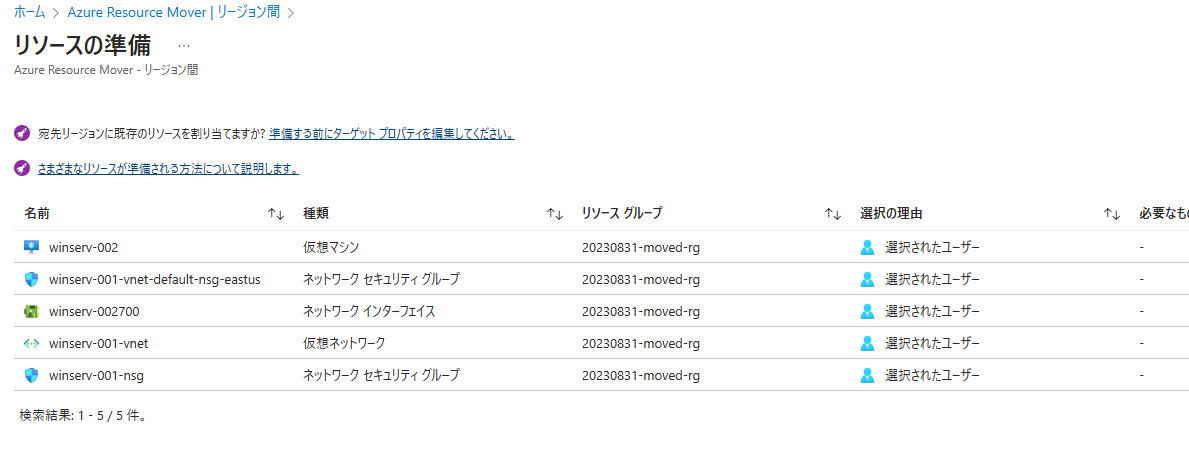 ホーム > Azure Resource Mover | リージョン間 >
リソースの準備 …
Azure Resource Mover - リージョン間
宛先リージョンに既存のリソースを割り当てますか? 準備する前にターゲット プロパティを編集してください。
さまざまなリソースが準備される方法について説明します。
名前 ↑↓ 種類 ↑↓ リソース グループ ↑↓ 選択の理由 ↑↓ 必要なもの
winserv-002 仮想マシン 20230831-moved-rg 選択されたユーザー -
winserv-001-vnet-default-nsg-eastus ネットワーク セキュリティ グループ 20230831-moved-rg 選択されたユーザー -
winserv-002700 ネットワーク インターフェイス 20230831-moved-rg 選択されたユーザー -
winserv-001-vnet 仮想ネットワーク 20230831-moved-rg 選択されたユーザー -
winserv-001-nsg ネットワーク セキュリティ グループ 20230831-moved-rg 選択されたユーザー -
検索結果: 1 - 5 / 5 件。